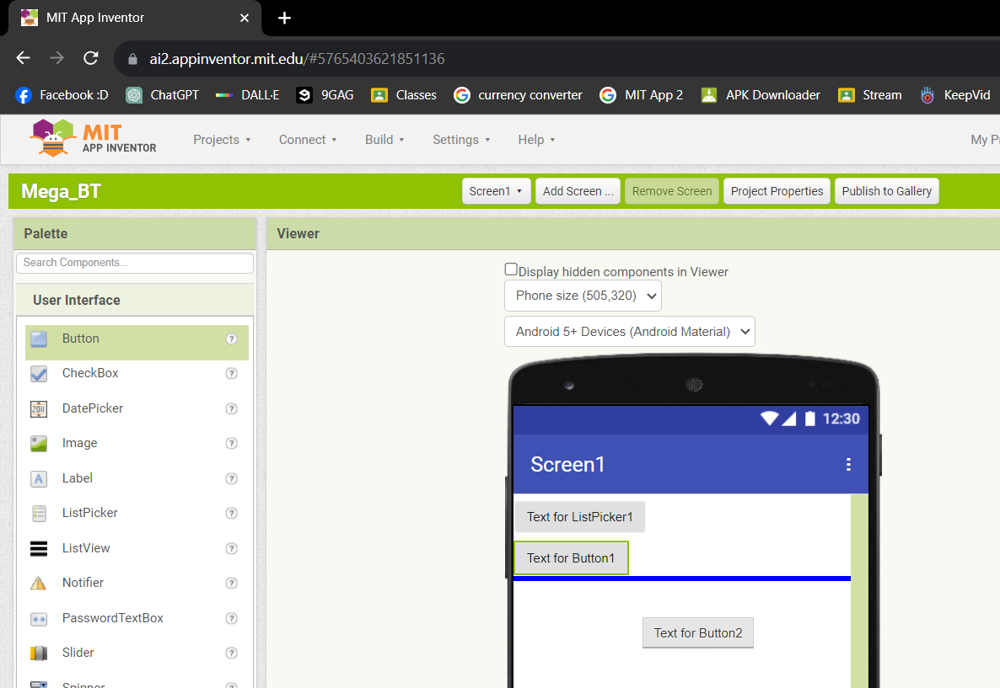 MIT App Inventor
ai2.appinventor.mit.edu/#5765403621851136
Facebook :D ChatGPT DALL·E 9GAG Classes currency converter MIT App 2 APK Downloader Stream KeepVid
MIT
APP INVENTOR
Projects Connect Build Settings Help My Pr
Mega_BT Screen1 Add Screen ... Remove Screen Project Properties Publish to Gallery
Palette
Viewer
Search Components...
Display hidden components in Viewer
User Interface
Phone size (505,320)
Android 5+ Devices (Android Material)
Button
CheckBox
DatePicker
Image
Label
ListPicker
ListView
Notifier
PasswordTextBox
Slider
Spinner
12:30
Screen1
Text for ListPicker1
Text for Button1
Text for Button2